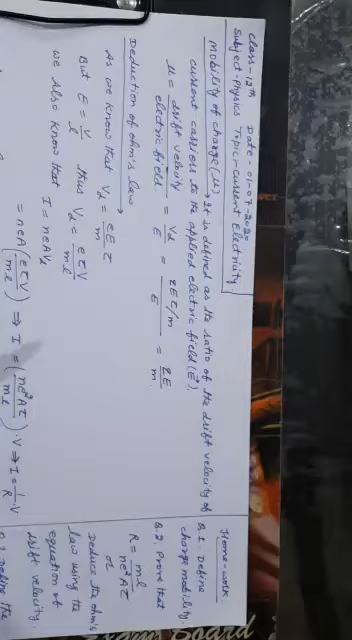 Class-12th Date-01-07-2020
Subject-Physics Topic-Current Electricity
Mobility of charge (μ) → It is defined as the ratio of the drift velocity of
current carriers to the applied electric field (E).
μ = drift velocity / electric field = Vd / E = qEτ/m / E = qE / m
Deduction of ohm's law
As we know that Vd = eEτ / m
But E = V / l thus Vd = eτV / ml
We Also know that I = neAVd
= neA(eτV / ml) ⇒ I = (ne²Aτ / ml)·V ⇒ I = 1/R·V
Home-work-
Q.1. Define
charge mobility.
Q.2. Prove that
R = ml / ne²Aτ
or
Deduce the ohm's
law using the
equation of
drift velocity.
Define the